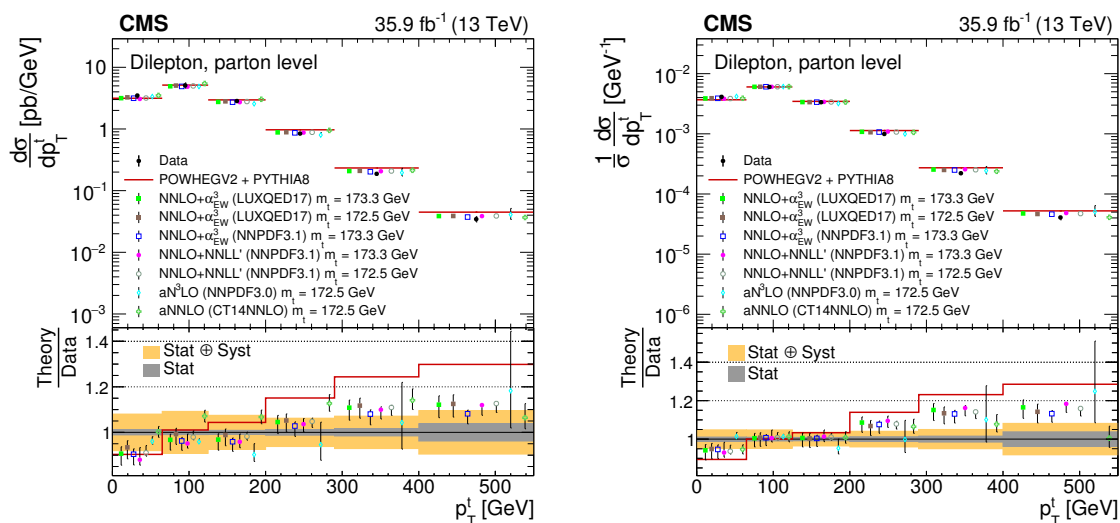 CMS 35.9 fb⁻¹ (13 TeV)
Dilepton, parton level
dσ/dp_T^t [pb/GeV]
10
1
10⁻¹
10⁻²
10⁻³
Data
POWHEGV2 + PYTHIA8
NNLO+α³_EW (LUXQED17) m_t = 173.3 GeV
NNLO+α³_EW (LUXQED17) m_t = 172.5 GeV
NNLO+α³_EW (NNPDF3.1) m_t = 173.3 GeV
NNLO+NNLL' (NNPDF3.1) m_t = 173.3 GeV
NNLO+NNLL' (NNPDF3.1) m_t = 172.5 GeV
aN³LO (NNPDF3.0) m_t = 172.5 GeV
aNNLO (CT14NNLO) m_t = 172.5 GeV
Theory
Data
1.4
1.2
1
Stat ⊕ Syst
Stat
0 100 200 300 400 500
p_T^t [GeV]
CMS 35.9 fb⁻¹ (13 TeV)
Dilepton, parton level
1/σ dσ/dp_T^t [GeV⁻¹]
10⁻²
10⁻³
10⁻⁴
10⁻⁵
10⁻⁶
Data
POWHEGV2 + PYTHIA8
NNLO+α³_EW (LUXQED17) m_t = 173.3 GeV
NNLO+α³_EW (LUXQED17) m_t = 172.5 GeV
NNLO+α³_EW (NNPDF3.1) m_t = 173.3 GeV
NNLO+NNLL' (NNPDF3.1) m_t = 173.3 GeV
NNLO+NNLL' (NNPDF3.1) m_t = 172.5 GeV
aN³LO (NNPDF3.0) m_t = 172.5 GeV
aNNLO (CT14NNLO) m_t = 172.5 GeV
Theory
Data
1.4
1.2
1
Stat ⊕ Syst
Stat
0 100 200 300 400 500
p_T^t [GeV]